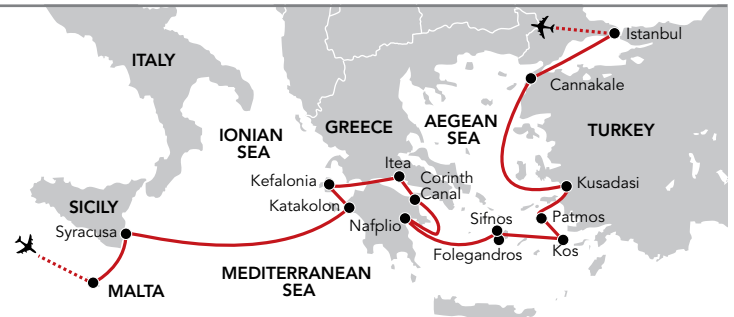 Istanbul
ITALY
Cannakale
AEGEAN
SEA
GREECE
TURKEY
IONIAN
SEA
Itea
Corinth
Canal
Kefalonia
Kusadasi
SICILY
Katakolon
Sifnos
Patmos
Nafplio
Syracusa
Folegandros
Kos
MEDITERRANEAN
SEA
MALTA